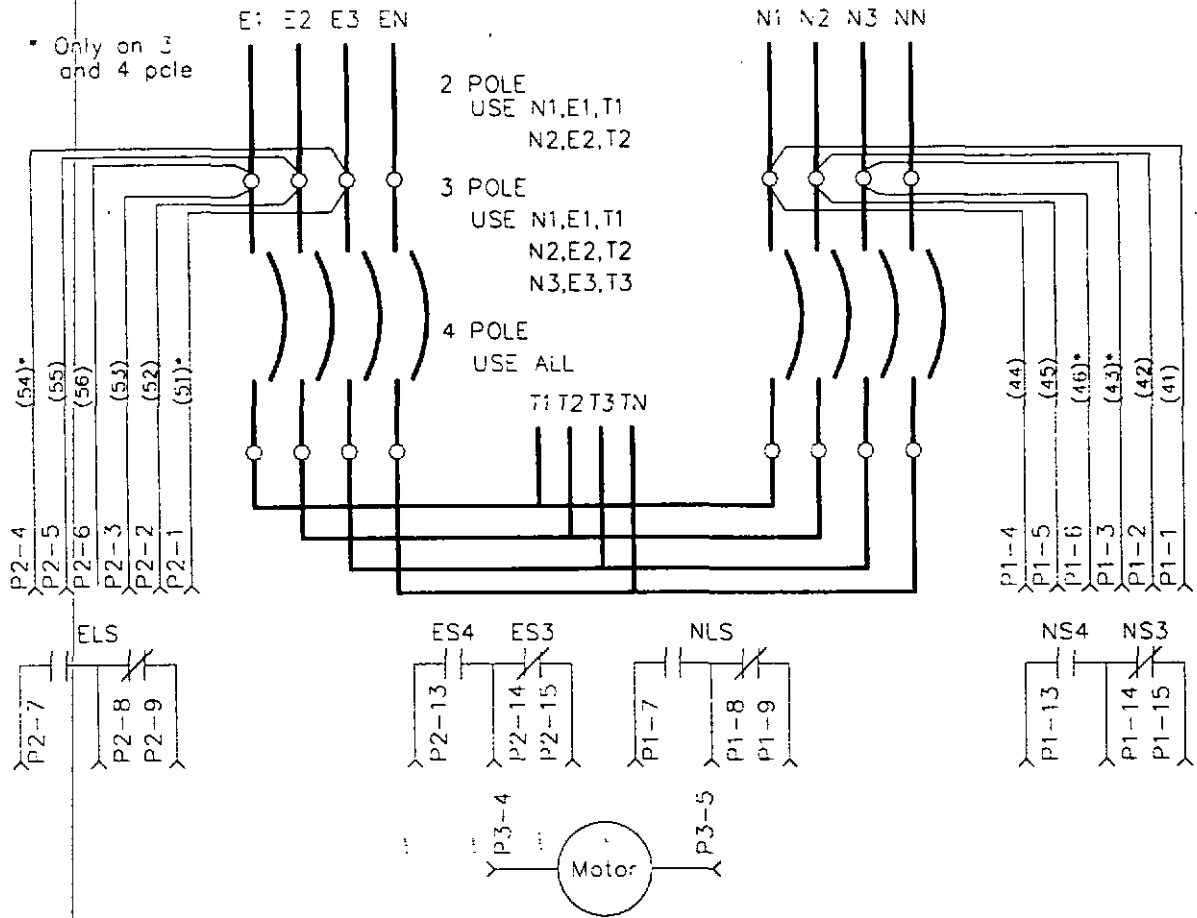 E1 E2 E3 EN
N1 N2 N3 NN
* Only on 3
and 4 pole
2 POLE
USE N1,E1,T1
N2,E2,T2
3 POLE
USE N1,E1,T1
N2,E2,T2
N3,E3,T3
4 POLE
USE ALL
T1 T2 T3 TN
(54)*
(55)
(56)
(53)
(52)
(51)*
(44)
(45)
(46)*
(43)*
(42)
(41)
P2-4
P2-5
P2-6
P2-3
P2-2
P2-1
P1-4
P1-5
P1-6
P1-3
P1-2
P1-1
ELS
ES4 ES3
NLS
NS4 NS3
P2-7
P2-8
P2-9
P2-13
P2-14
P2-15
P1-7
P1-8
P1-9
P1-13
P1-14
P1-15
P3-4
P3-5
Motor